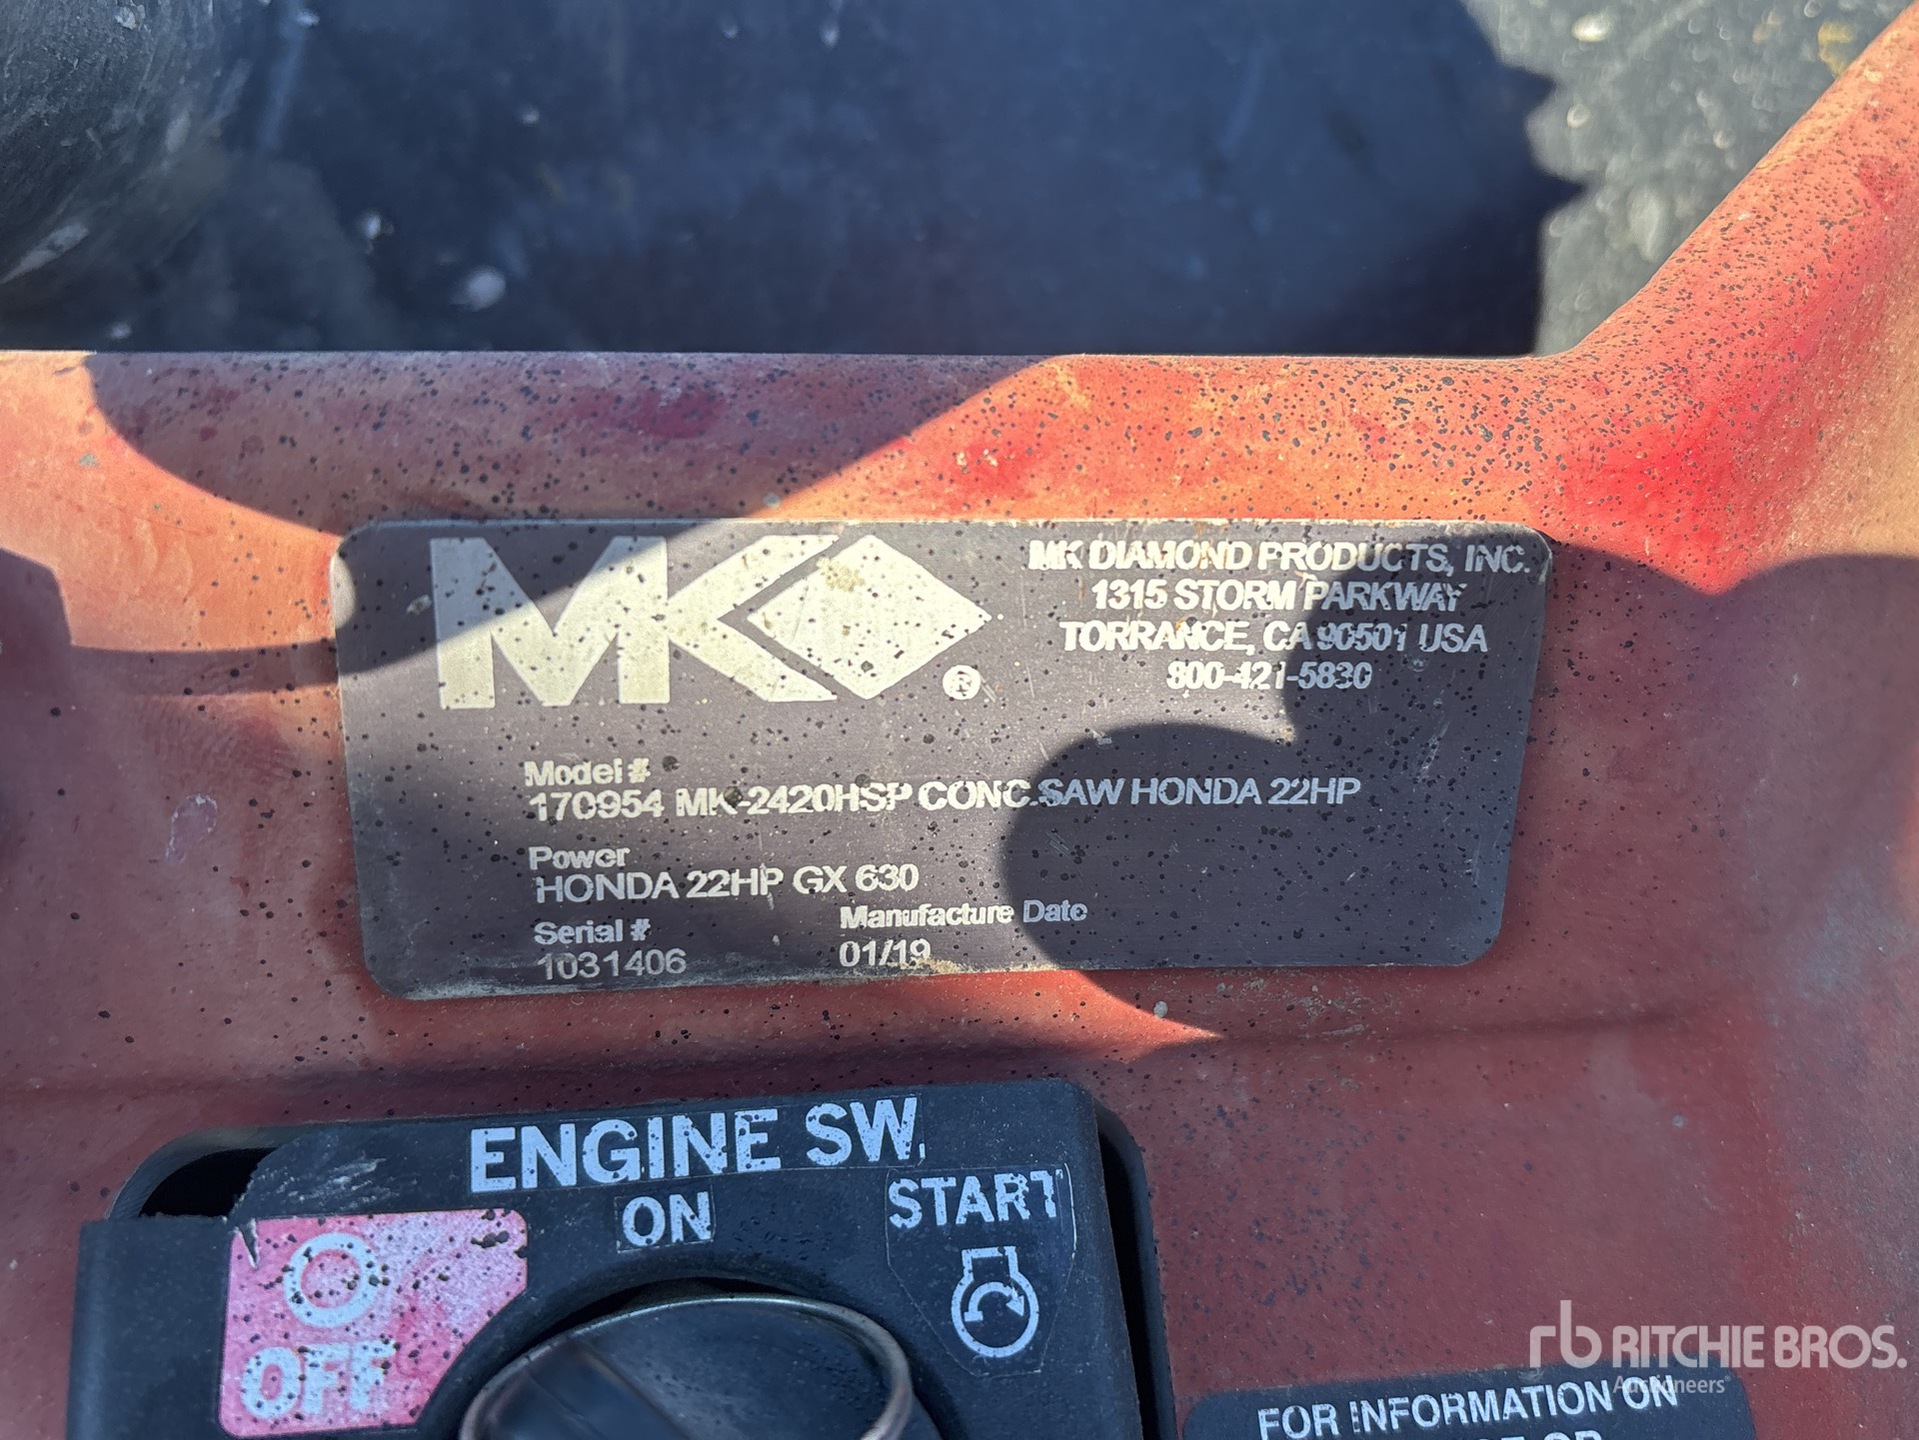 MK ®
MK DIAMOND PRODUCTS, INC.
1315 STORM PARKWAY
TORRANCE, CA 90501 USA
800-421-5830
Model #
170954 MK-2420HSP CONC.SAW HONDA 22HP
Power
HONDA 22HP GX 630
Serial #
1031406
Manufacture Date
01/19
ENGINE SW.
ON
START
OFF
rb RITCHIE BROS.
Auctioneers
FOR INFORMATION ON